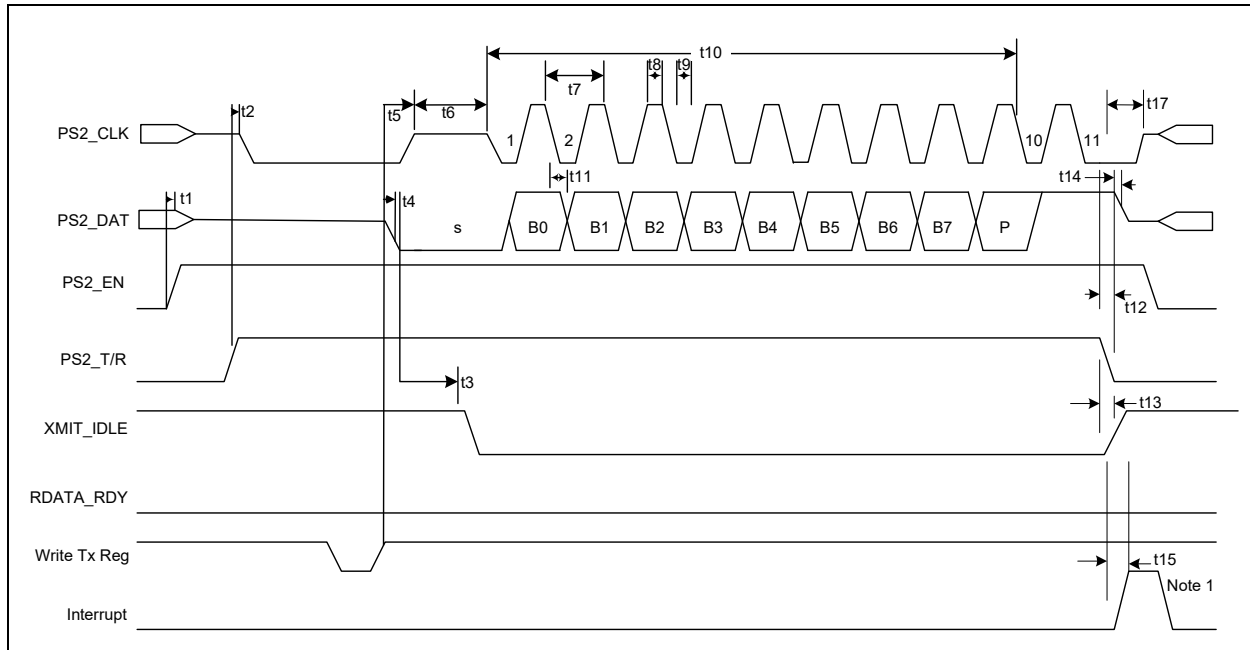 t10
t8 t9
t2 t5 t6 t7 t17
PS2_CLK 1 2 10 11
t1 t11 t14
PS2_DAT t4 s B0 B1 B2 B3 B4 B5 B6 B7 P
PS2_EN
t12
PS2_T/R
t3
t13
XMIT_IDLE
RDATA_RDY
Write Tx Reg
t15
Note 1
Interrupt